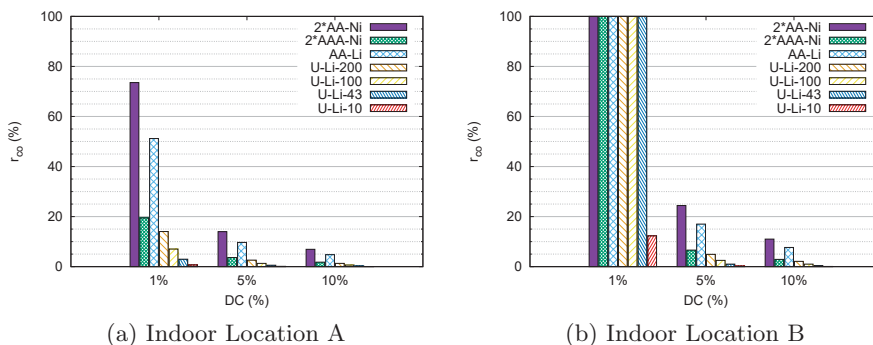 100
80
60
40
20
0
r∞ (%)
2*AA-Ni
2*AAA-Ni
AA-Li
U-Li-200
U-Li-100
U-Li-43
U-Li-10
1% 5% 10%
DC (%)
(a) Indoor Location A
100
80
60
40
20
0
r∞ (%)
2*AA-Ni
2*AAA-Ni
AA-Li
U-Li-200
U-Li-100
U-Li-43
U-Li-10
1% 5% 10%
DC (%)
(b) Indoor Location B